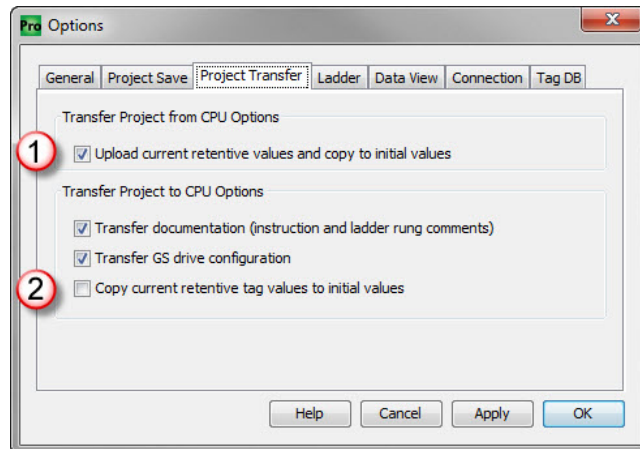 Pro Options
X
General Project Save Project Transfer Ladder Data View Connection Tag DB
Transfer Project from CPU Options
1 Upload current retentive values and copy to initial values
Transfer Project to CPU Options
Transfer documentation (instruction and ladder rung comments)
Transfer GS drive configuration
2 Copy current retentive tag values to initial values
Help Cancel Apply OK